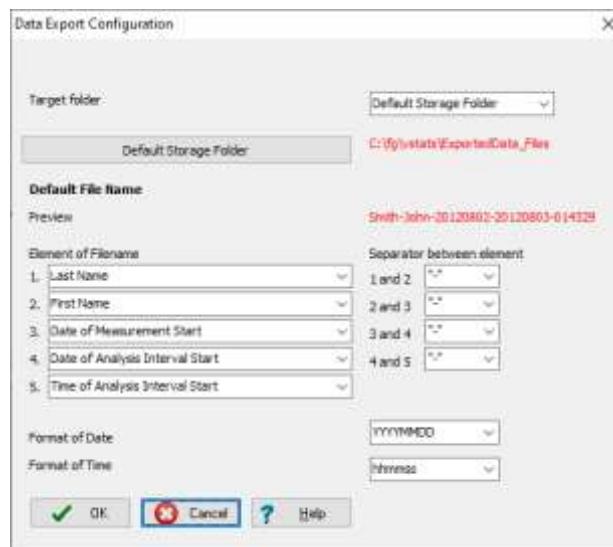 Data Export Configuration
Target folder
Default Storage Folder
Default Storage Folder
C:\fg\vstats\ExportedData_Files
Default File Name
Preview
Smith-John-20120802-20120803-014329
Element of Filename
Separator between element
1. Last Name
1 and 2 "-"
2. First Name
2 and 3 "-"
3. Date of Measurement Start
3 and 4 "-"
4. Date of Analysis Interval Start
4 and 5 "-"
5. Time of Analysis Interval Start
Format of Date
YYYYMMDD
Format of Time
hhmmss
OK Cancel ? Help